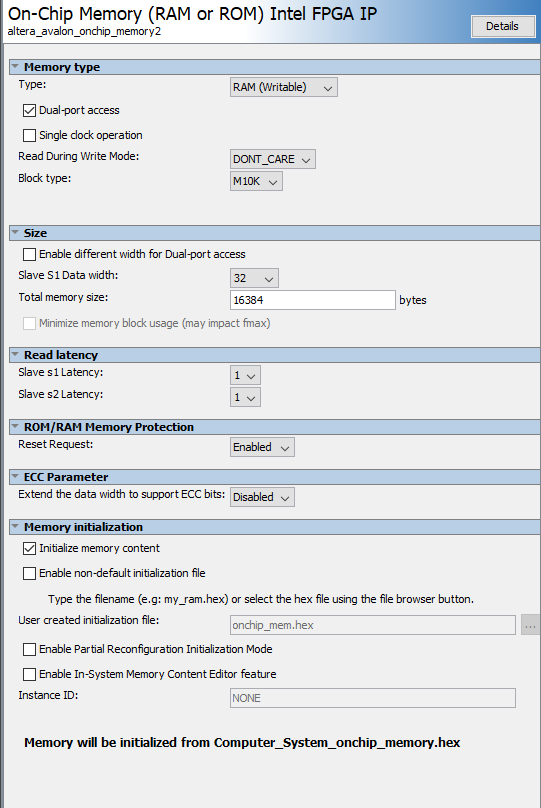 On-Chip Memory (RAM or ROM) Intel FPGA IP
altera_avalon_onchip_memory2
Details
Memory type
Type: RAM (Writable)
Dual-port access
Single clock operation
Read During Write Mode: DONT_CARE
Block type: M10K
Size
Enable different width for Dual-port access
Slave S1 Data width: 32
Total memory size: 16384 bytes
Minimize memory block usage (may impact fmax)
Read latency
Slave s1 Latency: 1
Slave s2 Latency: 1
ROM/RAM Memory Protection
Reset Request: Enabled
ECC Parameter
Extend the data width to support ECC bits: Disabled
Memory initialization
Initialize memory content
Enable non-default initialization file
Type the filename (e.g: my_ram.hex) or select the hex file using the file browser button.
User created initialization file: onchip_mem.hex ...
Enable Partial Reconfiguration Initialization Mode
Enable In-System Memory Content Editor feature
Instance ID: NONE
Memory will be initialized from Computer_System_onchip_memory.hex